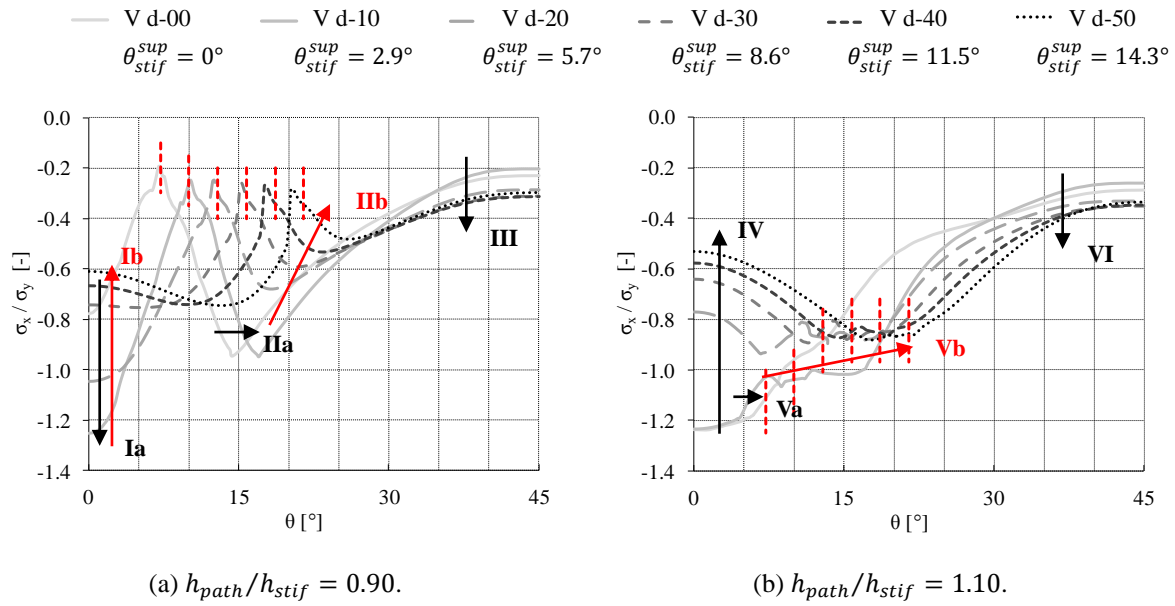 V d-00 V d-10 V d-20 V d-30 V d-40 V d-50
θ_stif^sup = 0° θ_stif^sup = 2.9° θ_stif^sup = 5.7° θ_stif^sup = 8.6° θ_stif^sup = 11.5° θ_stif^sup = 14.3°
0.0
-0.2
-0.4
-0.6
-0.8
-1.0
-1.2
-1.4
σx / σy [-]
0 15 30 45
θ [°]
Ia
Ib
IIa
IIb
III
(a) h_path/h_stif = 0.90.
0.0
-0.2
-0.4
-0.6
-0.8
-1.0
-1.2
-1.4
σx / σy [-]
0 15 30 45
θ [°]
IV
Va
Vb
VI
(b) h_path/h_stif = 1.10.